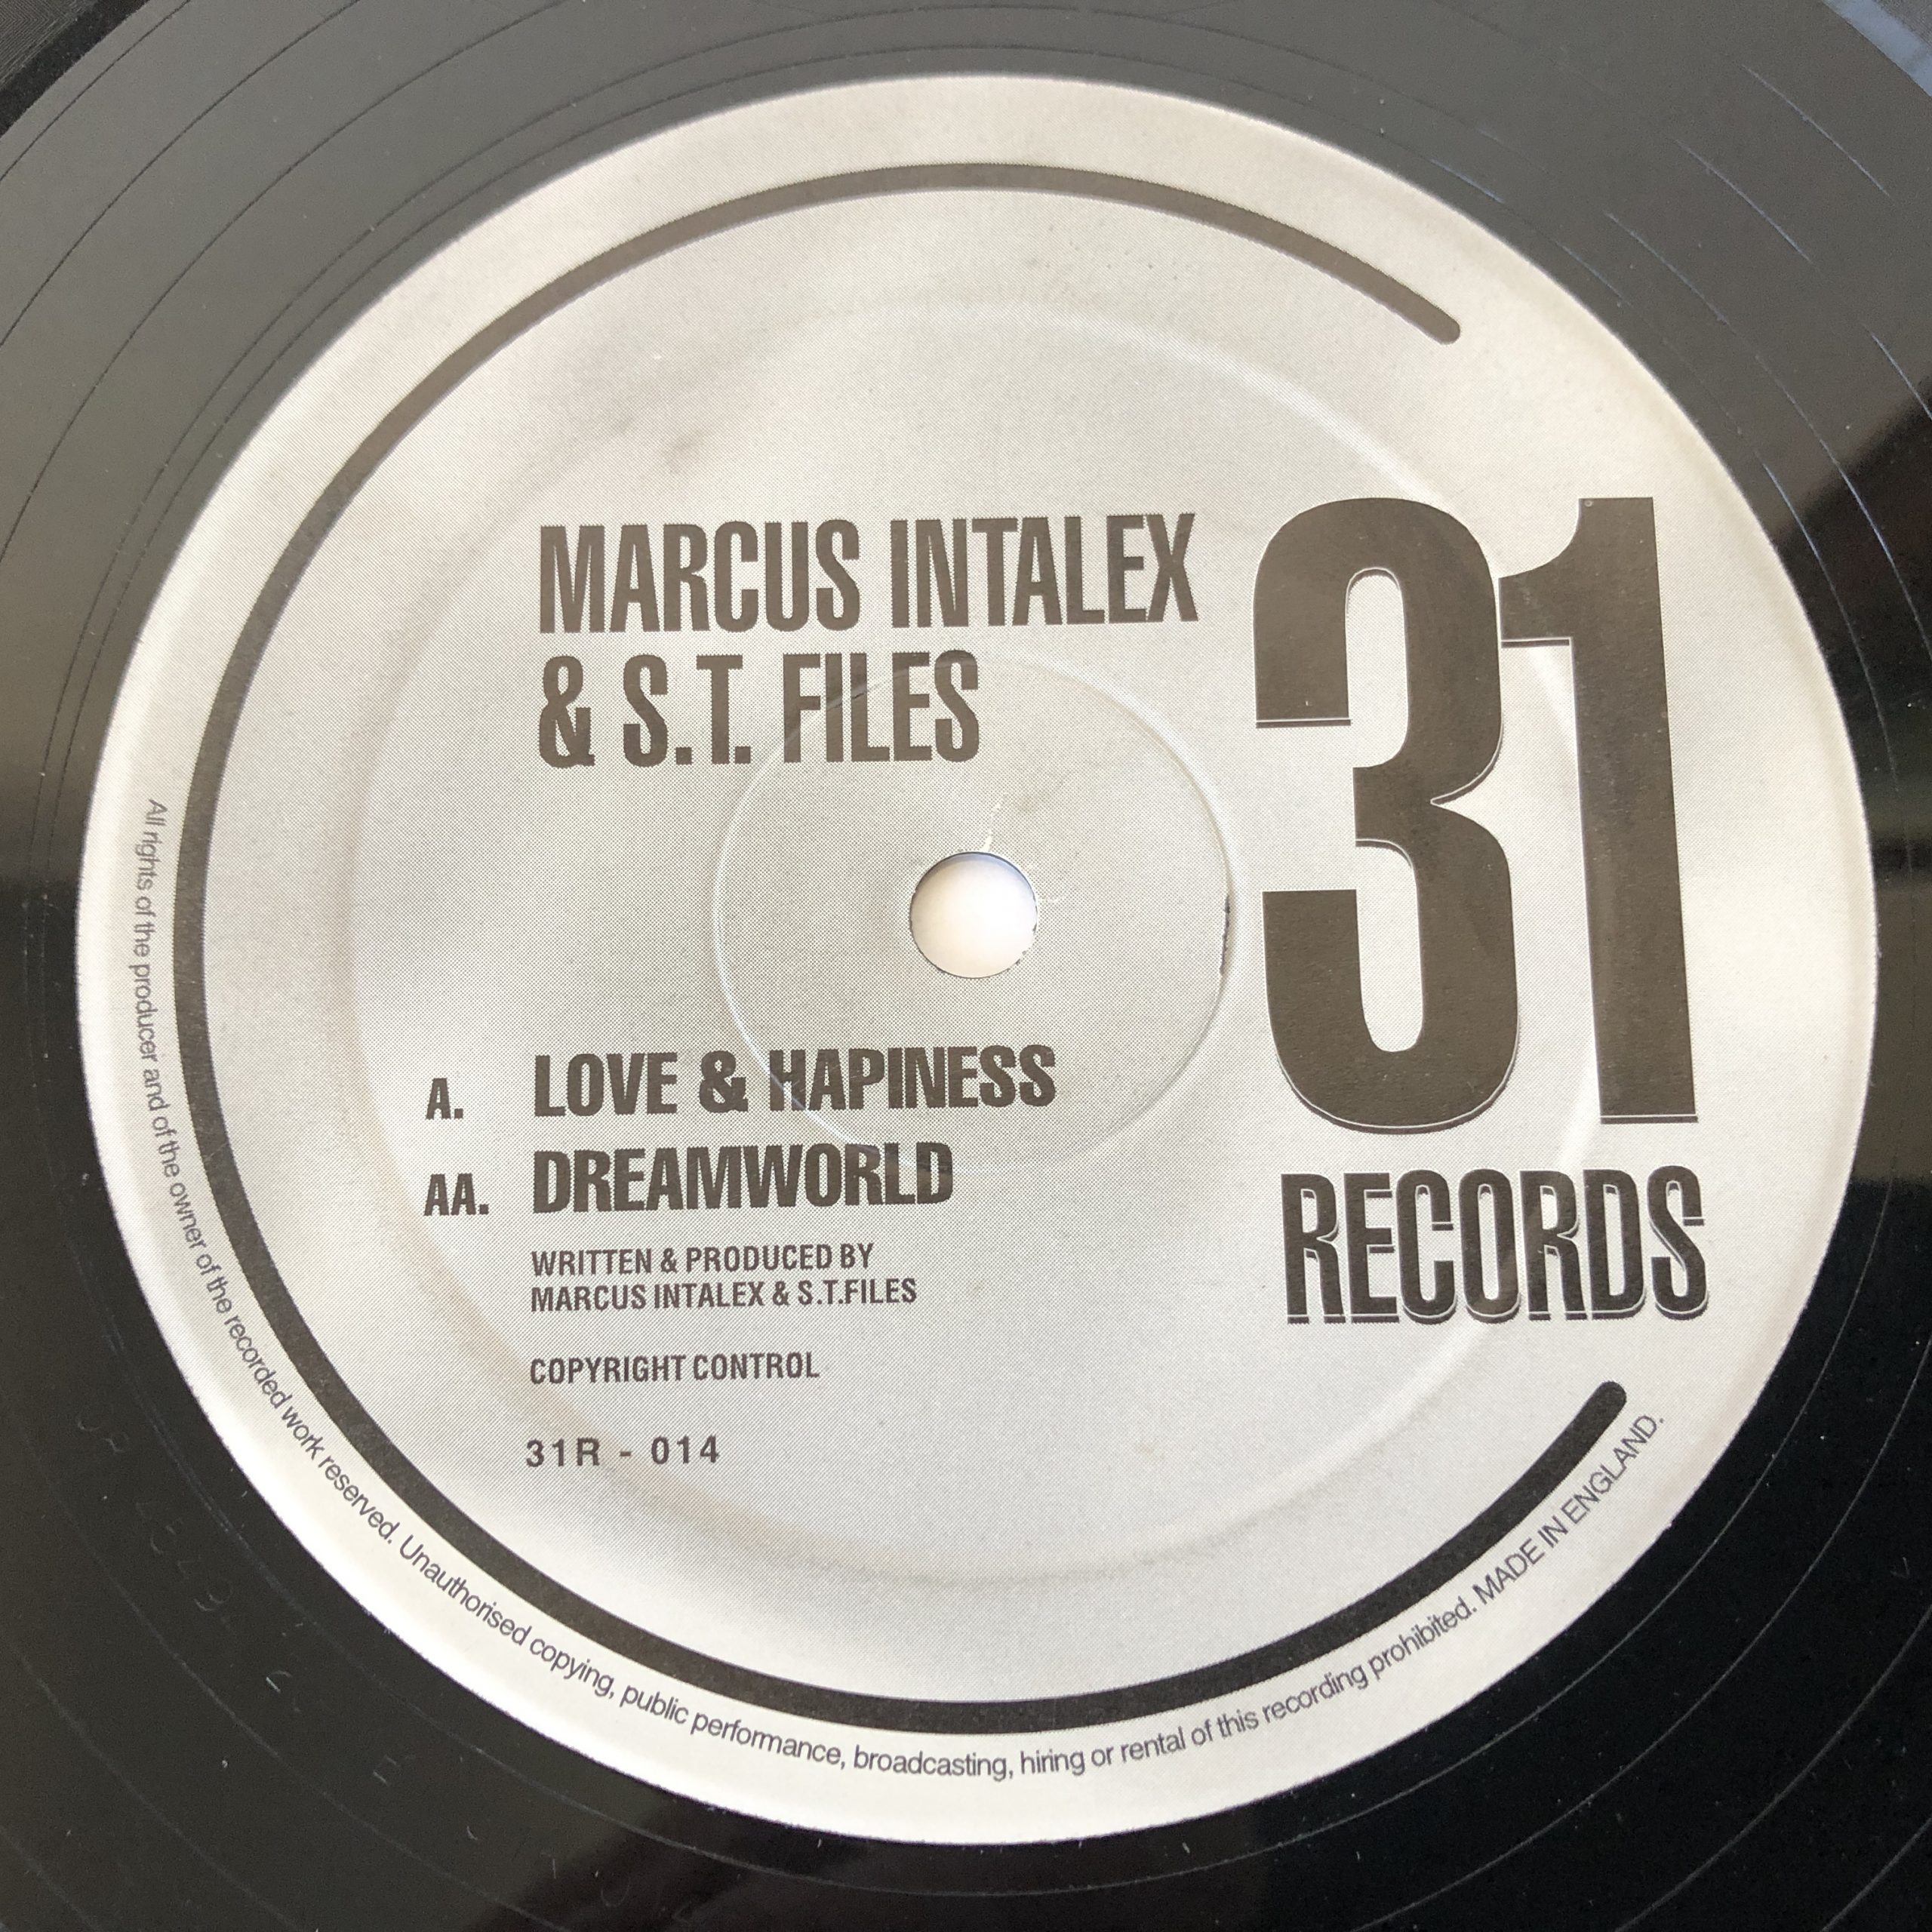 MARCUS INTALEX
& S.T. FILES
31
RECORDS
A. LOVE & HAPINESS
AA. DREAMWORLD
WRITTEN & PRODUCED BY
MARCUS INTALEX & S.T.FILES
COPYRIGHT CONTROL
31R - 014
All rights of the producer and of the owner of the recorded work reserved. Unauthorised copying, public performance, broadcasting, hiring or rental of this recording prohibited. MADE IN ENGLAND.